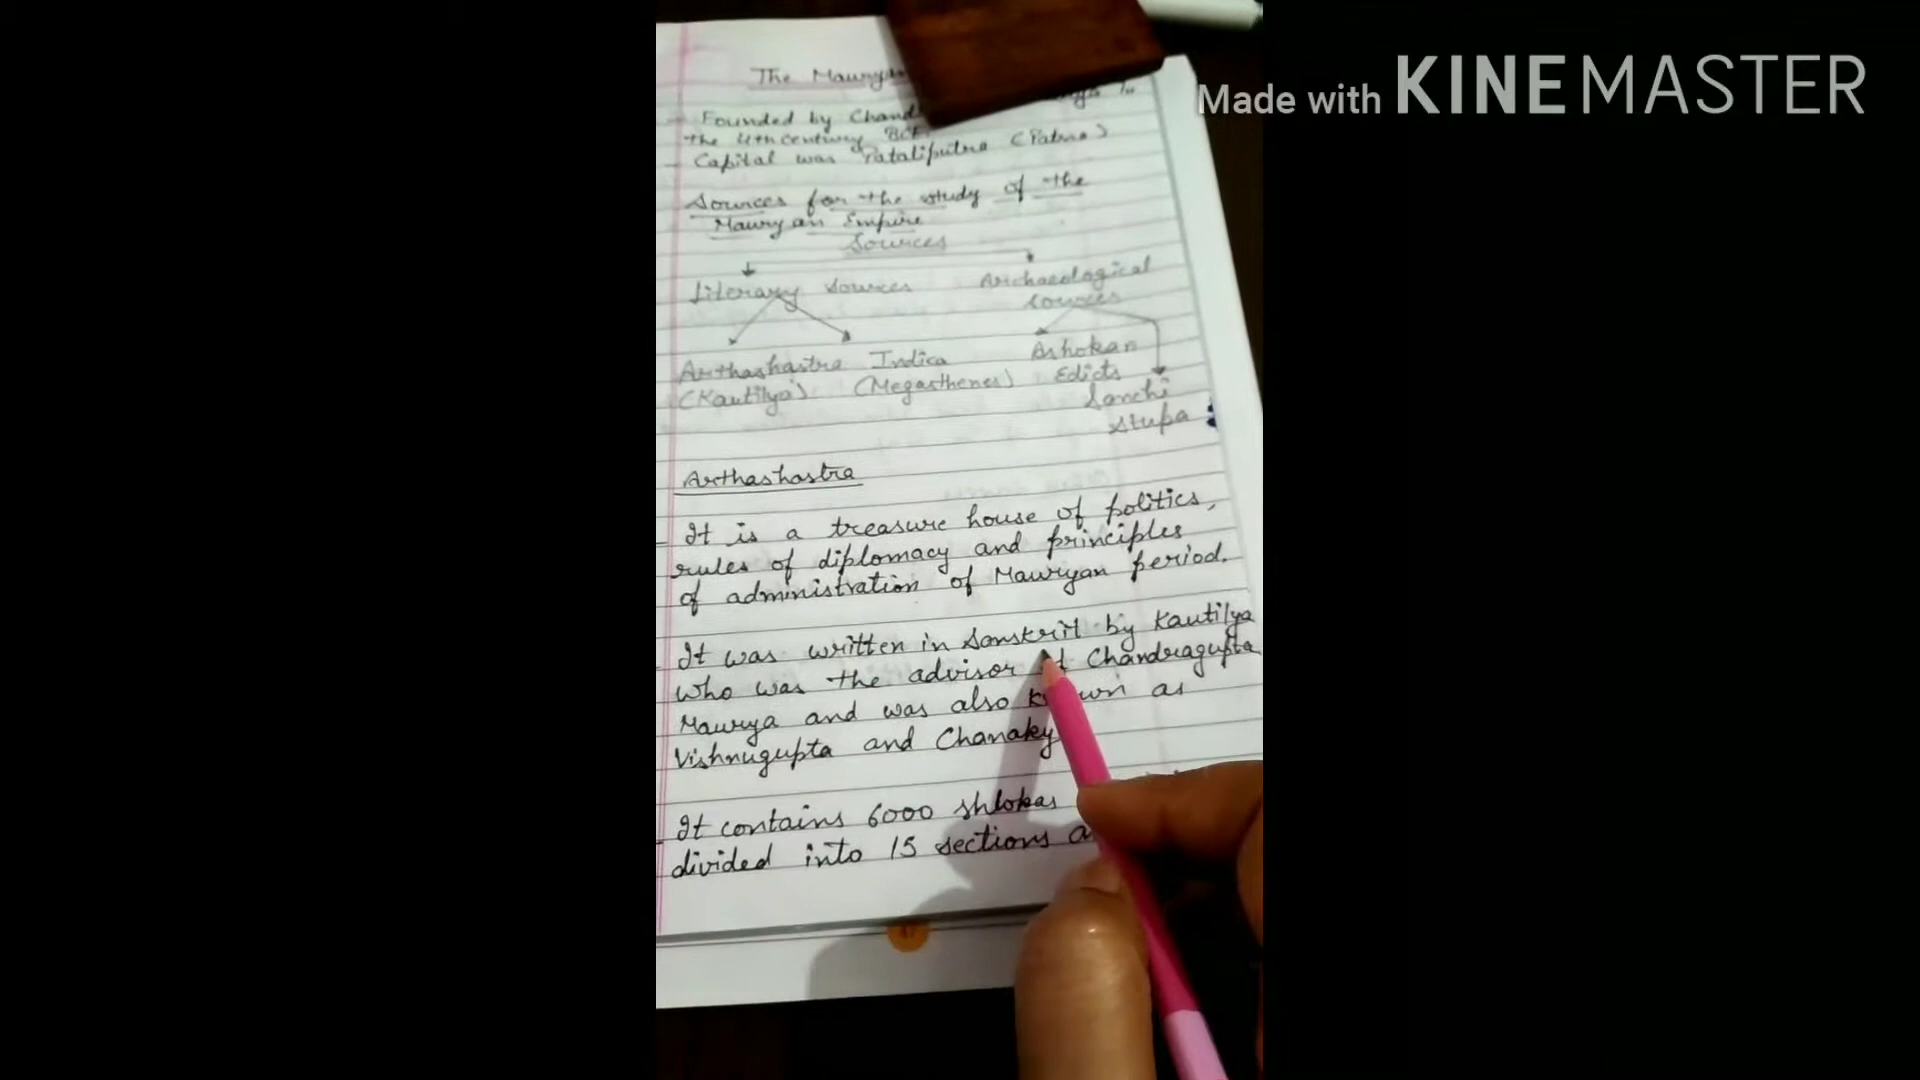 The Maurya
Made with KINEMASTER
- Founded by Chand
the 4th century BCE.
- Capital was Pataliputra (Patna)
Sources for the study of the
Mauryan Empire
Sources
Literary sources
Archaeological
sources
Arthashastra
(Kautilya)
Indica
(Megasthenes)
Ashokan
Edicts
Sanchi
Stupa
Arthashastra
- It is a treasure house of politics,
rules of diplomacy and principles
of administration of Mauryan period.
- It was written in Sanskrit by Kautilya
who was the advisor of Chandragupta
Maurya and was also known as
Vishnugupta and Chanaky
- It contains 6000 shlokas
divided into 15 sections a